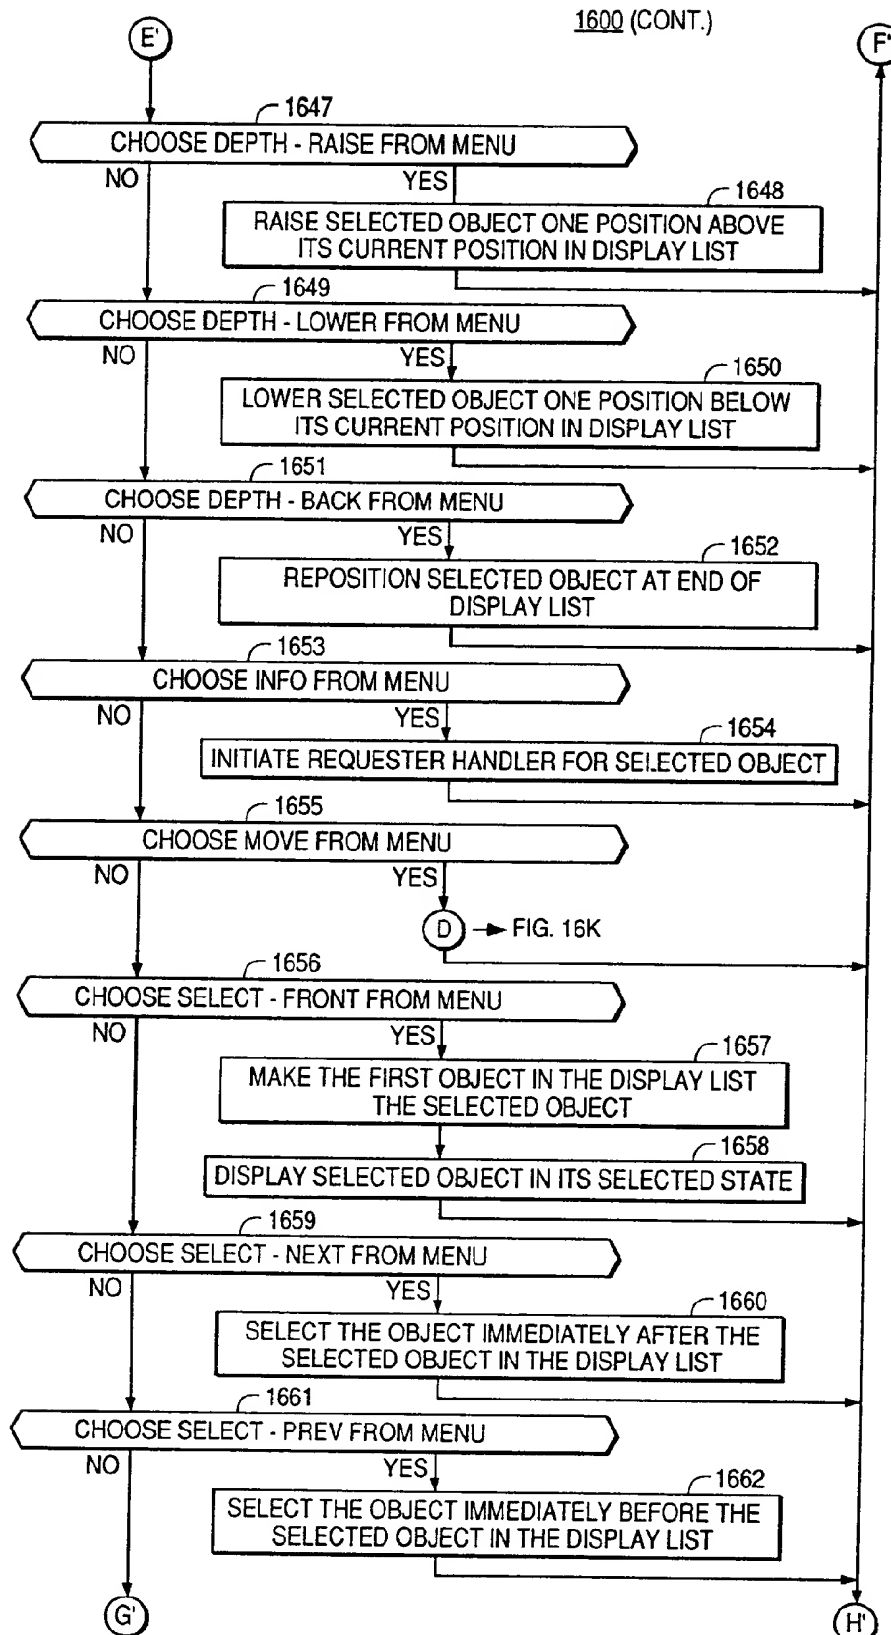 1600 (CONT.)
E'
F'
1647
CHOOSE DEPTH - RAISE FROM MENU
NO
YES
1648
RAISE SELECTED OBJECT ONE POSITION ABOVE
ITS CURRENT POSITION IN DISPLAY LIST
1649
CHOOSE DEPTH - LOWER FROM MENU
NO
YES
1650
LOWER SELECTED OBJECT ONE POSITION BELOW
ITS CURRENT POSITION IN DISPLAY LIST
1651
CHOOSE DEPTH - BACK FROM MENU
NO
YES
1652
REPOSITION SELECTED OBJECT AT END OF
DISPLAY LIST
1653
CHOOSE INFO FROM MENU
NO
YES
1654
INITIATE REQUESTER HANDLER FOR SELECTED OBJECT
1655
CHOOSE MOVE FROM MENU
NO
YES
D → FIG. 16K
1656
CHOOSE SELECT - FRONT FROM MENU
NO
YES
1657
MAKE THE FIRST OBJECT IN THE DISPLAY LIST
THE SELECTED OBJECT
1658
DISPLAY SELECTED OBJECT IN ITS SELECTED STATE
1659
CHOOSE SELECT - NEXT FROM MENU
NO
YES
1660
SELECT THE OBJECT IMMEDIATELY AFTER THE
SELECTED OBJECT IN THE DISPLAY LIST
1661
CHOOSE SELECT - PREV FROM MENU
NO
YES
1662
SELECT THE OBJECT IMMEDIATELY BEFORE THE
SELECTED OBJECT IN THE DISPLAY LIST
G'
H'